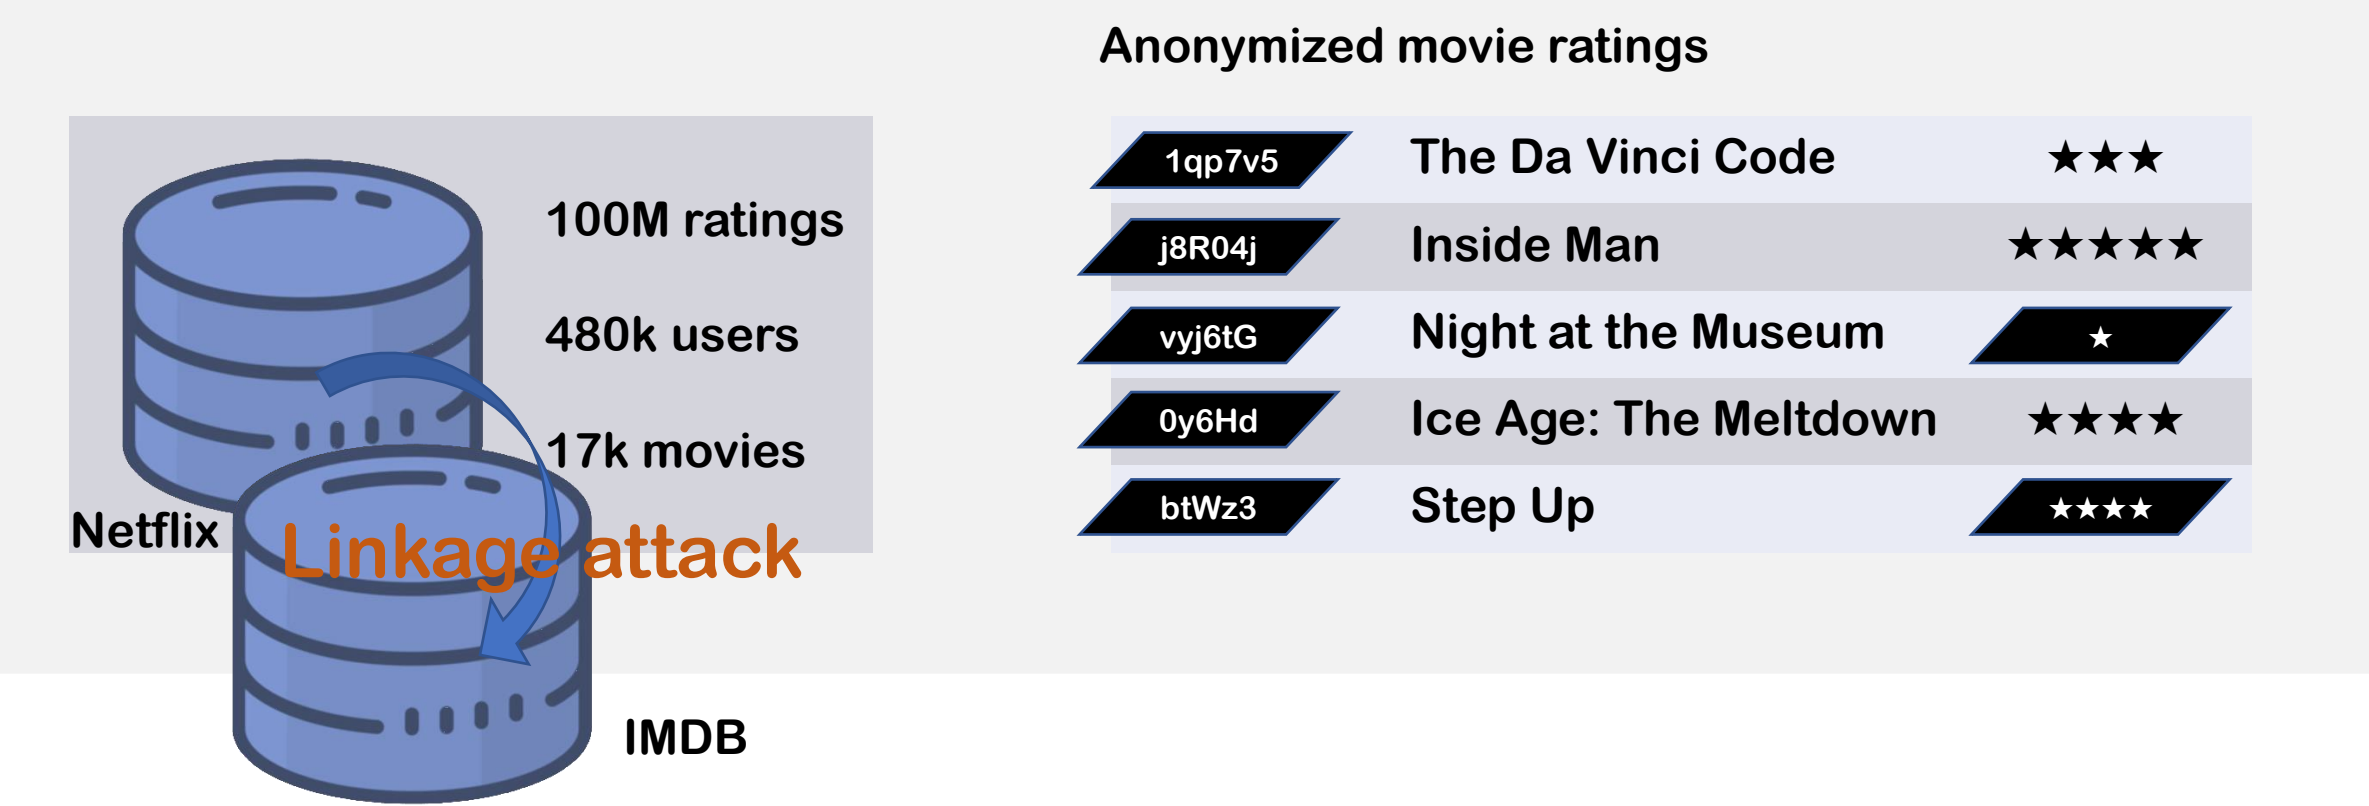 Anonymized movie ratings
100M ratings
480k users
17k movies
Netflix
Linkage attack
IMDB
1qp7v5 The Da Vinci Code ★★★
j8R04j Inside Man ★★★★★
vyj6tG Night at the Museum ★
0y6Hd Ice Age: The Meltdown ★★★★
btWz3 Step Up ★★★★